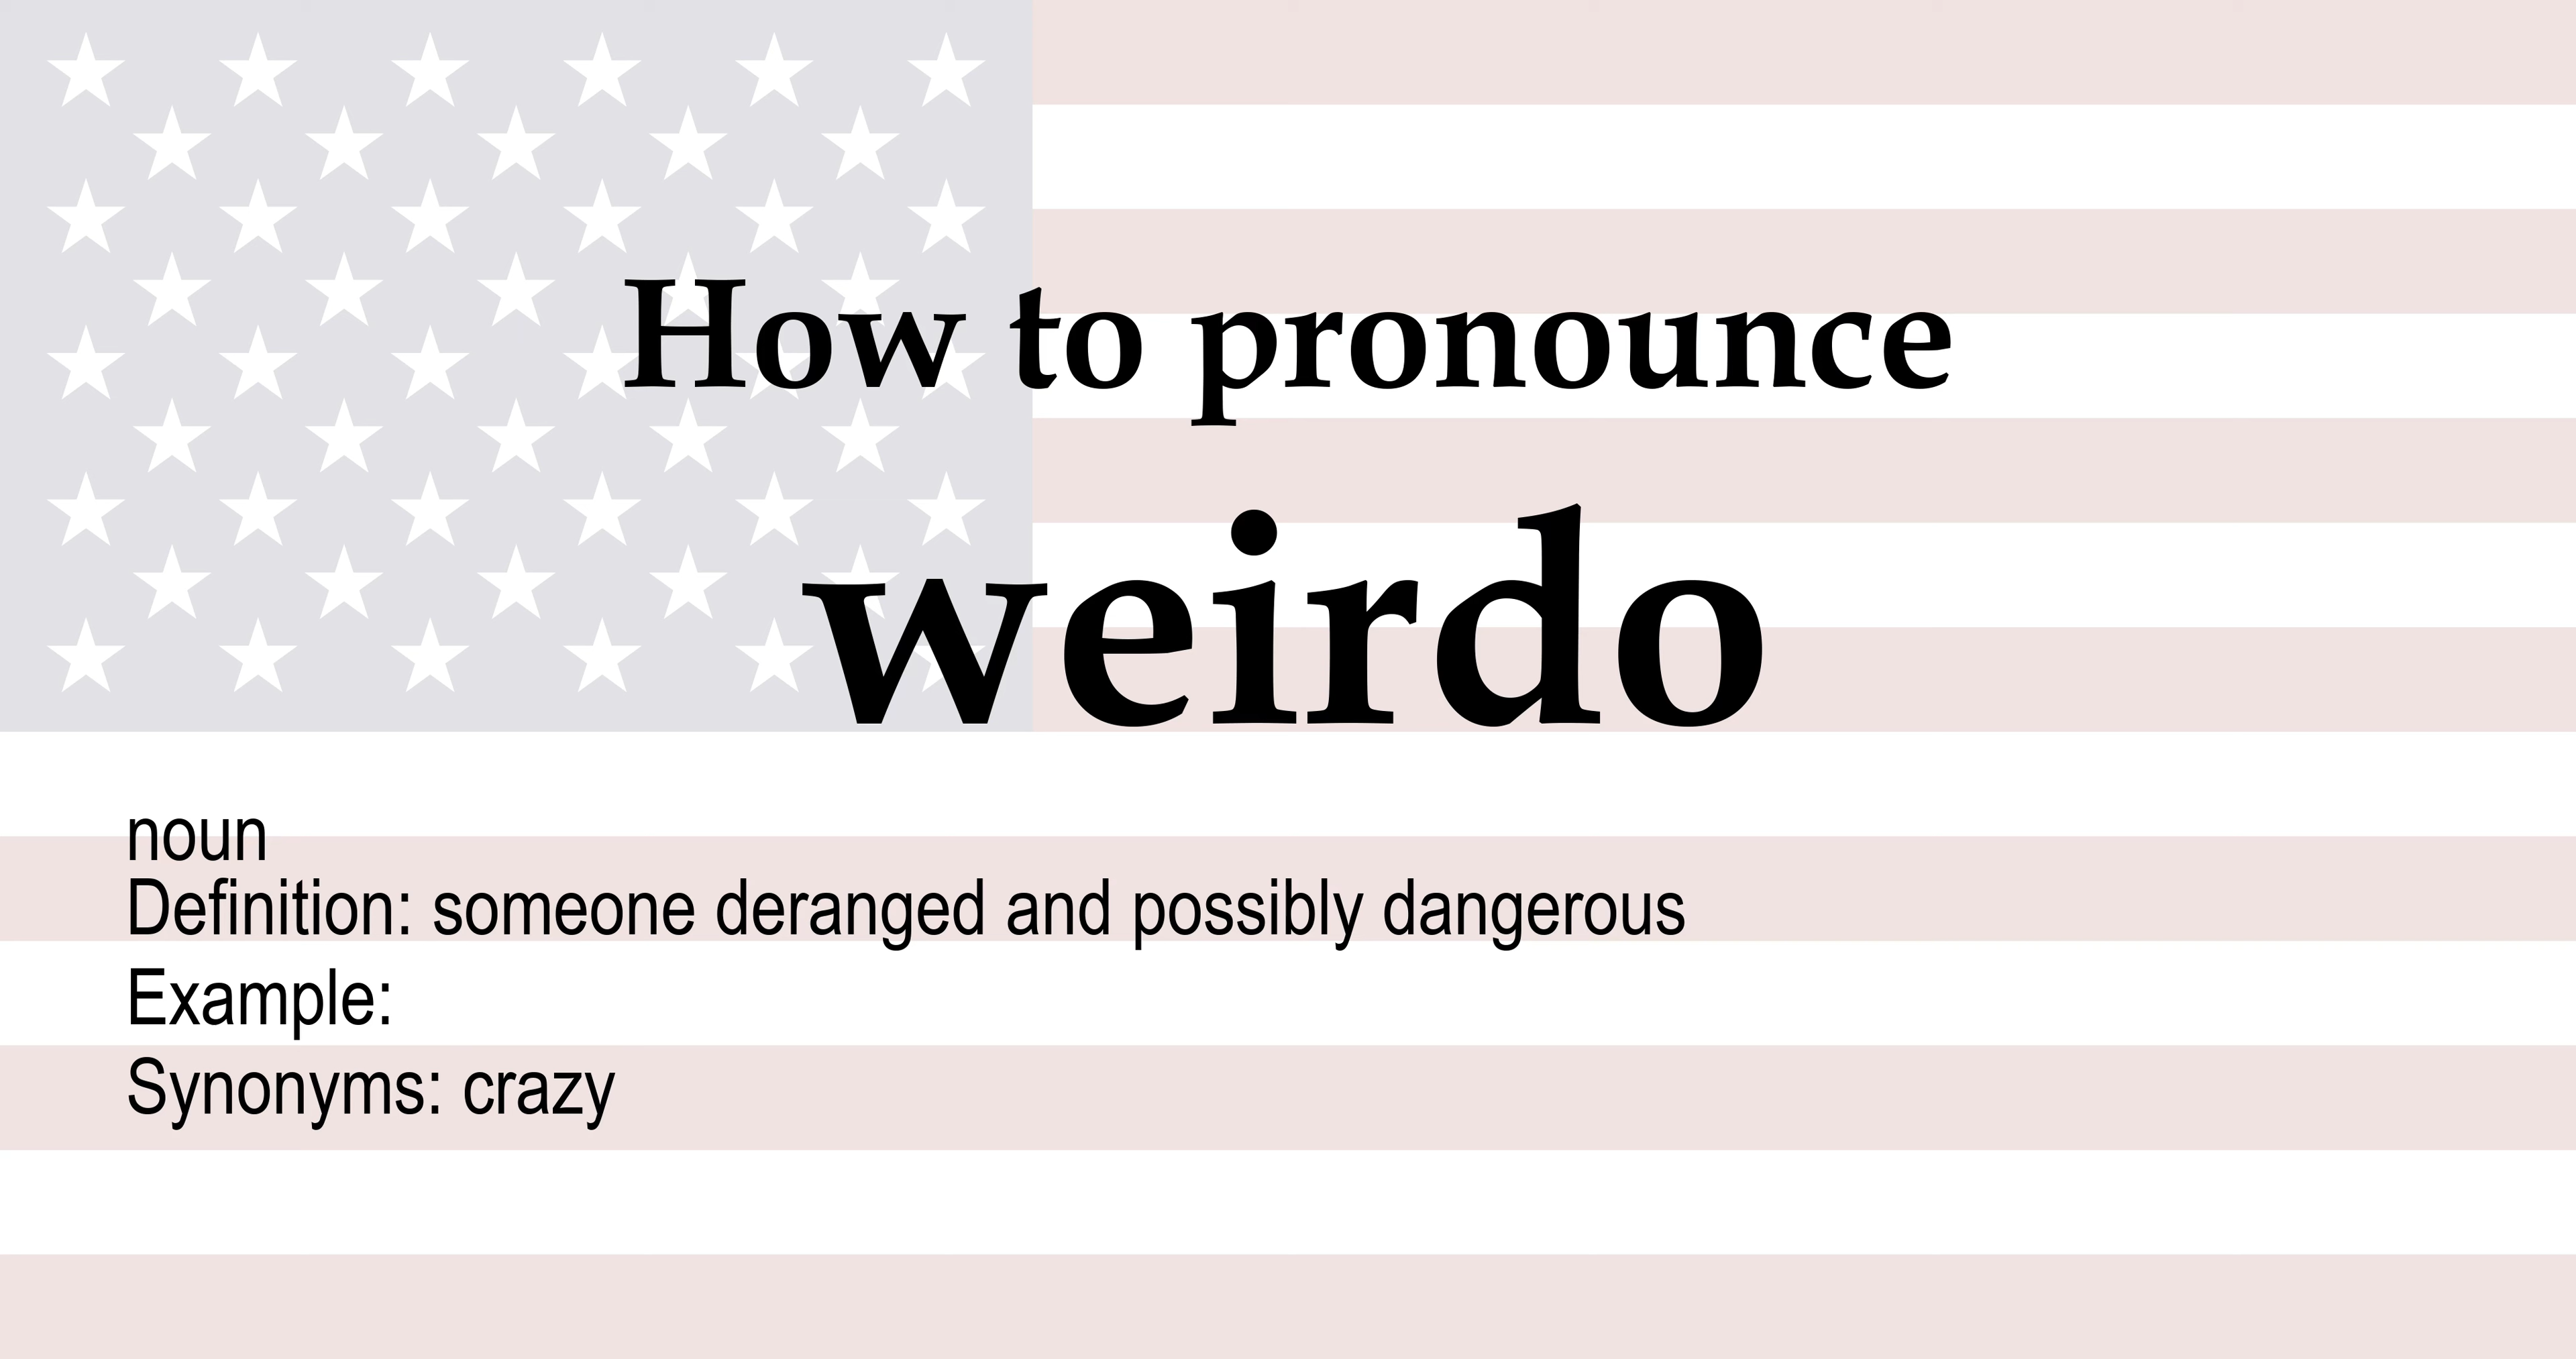 How to pronounce
weirdo
noun
Definition: someone deranged and possibly dangerous
Example:
Synonyms: crazy